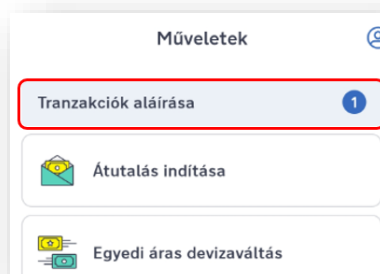 Műveletek
Tranzakciók aláírása
1
Átutalás indítása
Egyedi áras devizaváltás